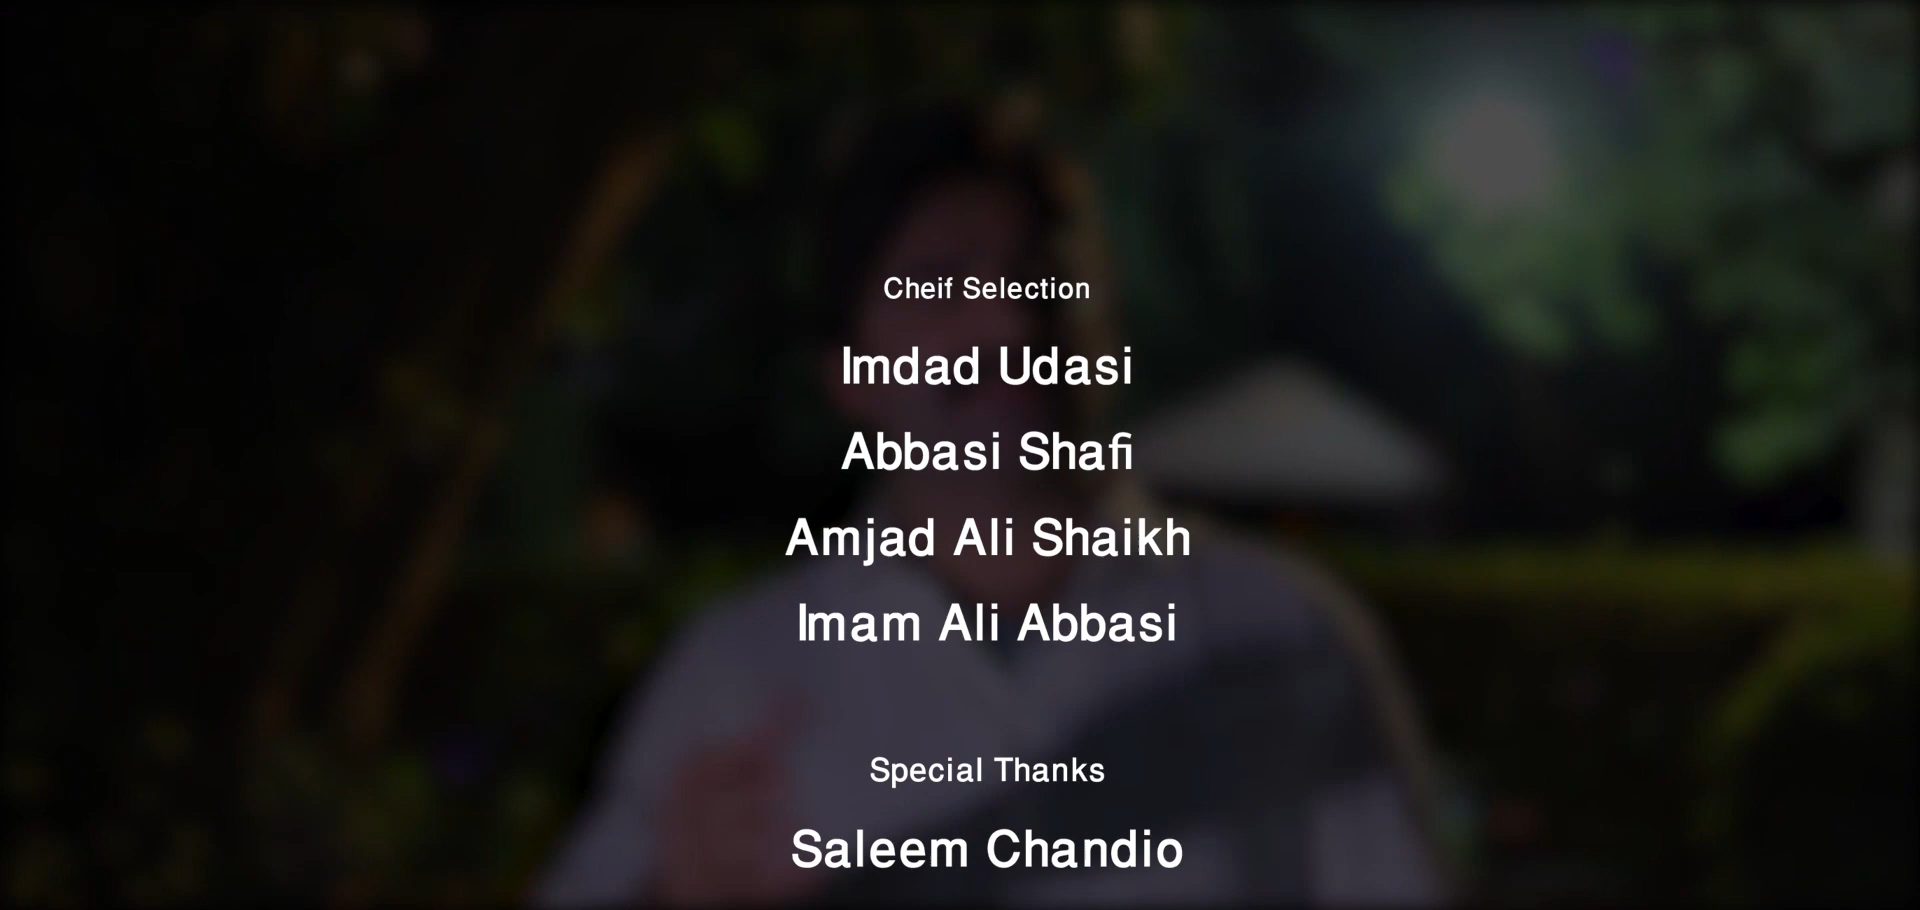 Cheif Selection
Imdad Udasi
Abbasi Shafi
Amjad Ali Shaikh
Imam Ali Abbasi
Special Thanks
Saleem Chandio